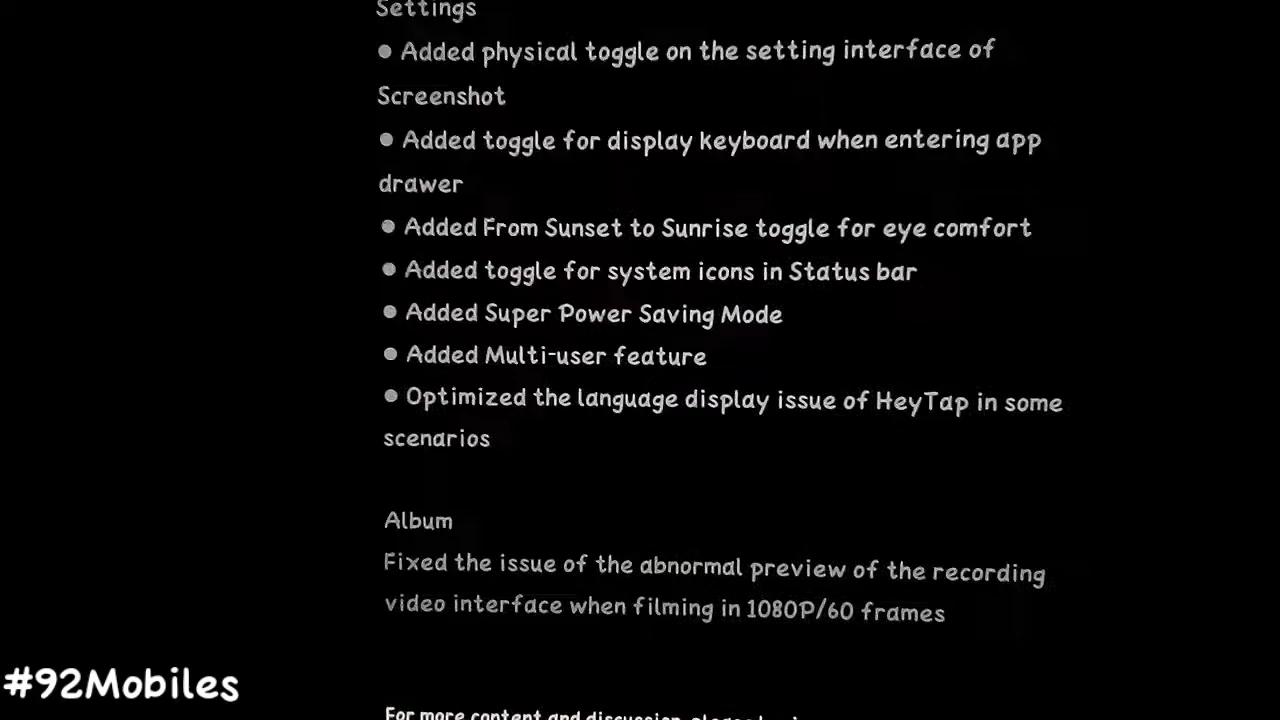 Settings
● Added physical toggle on the setting interface of
Screenshot
● Added toggle for display keyboard when entering app
drawer
● Added From Sunset to Sunrise toggle for eye comfort
● Added toggle for system icons in Status bar
● Added Super Power Saving Mode
● Added Multi-user feature
● Optimized the language display issue of HeyTap in some
scenarios
Album
Fixed the issue of the abnormal preview of the recording
video interface when filming in 1080P/60 frames
#92Mobiles
For more content and discussion, please